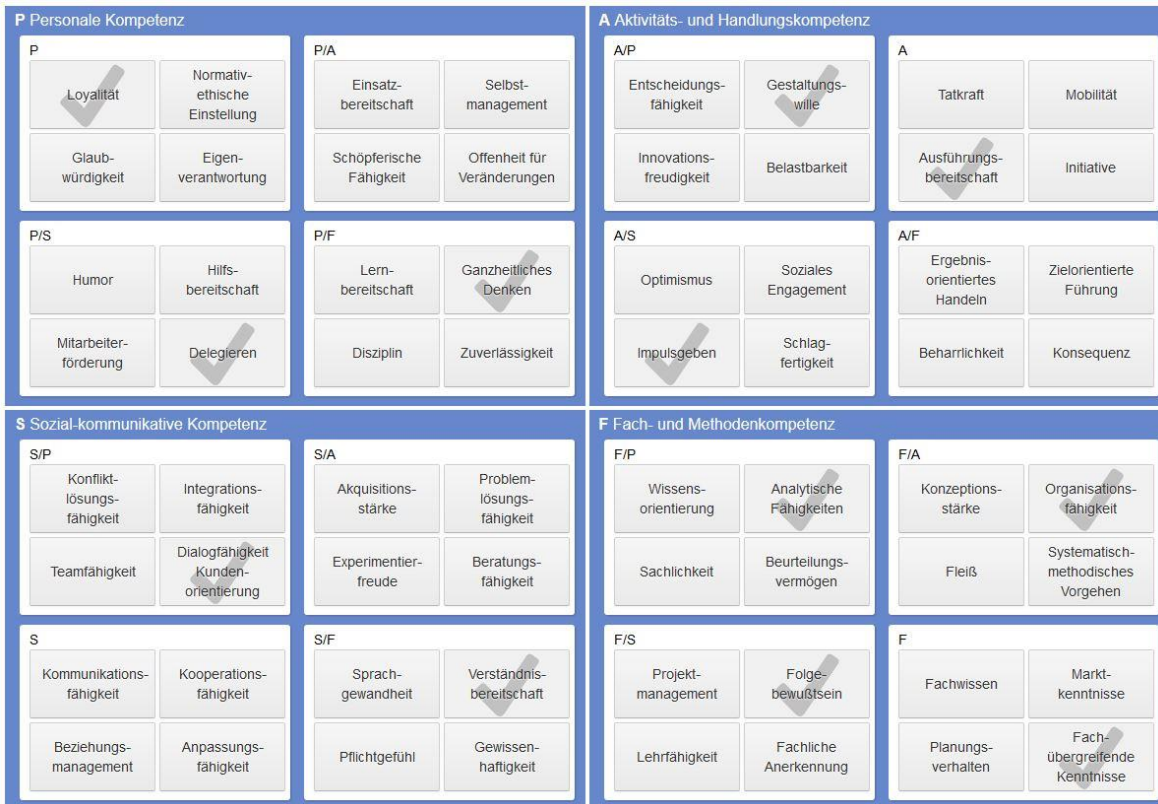 P Personale Kompetenz
P
Loyalität
Normativ-
ethische
Einstellung
Glaub-
würdigkeit
Eigen-
verantwortung
P/A
Einsatz-
bereitschaft
Selbst-
management
Schöpferische
Fähigkeit
Offenheit für
Veränderungen
P/S
Humor
Hilfs-
bereitschaft
Mitarbeiter-
förderung
Delegieren
P/F
Lern-
bereitschaft
Ganzheitliches
Denken
Disziplin
Zuverlässigkeit
A Aktivitäts- und Handlungskompetenz
A/P
Entscheidungs-
fähigkeit
Gestaltungs-
wille
Innovations-
freudigkeit
Belastbarkeit
A
Tatkraft
Mobilität
Ausführungs-
bereitschaft
Initiative
A/S
Optimismus
Soziales
Engagement
Impulsgeben
Schlag-
fertigkeit
A/F
Ergebnis-
orientiertes
Handeln
Zielorientierte
Führung
Beharrlichkeit
Konsequenz
S Sozial-kommunikative Kompetenz
S/P
Konflikt-
lösungs-
fähigkeit
Integrations-
fähigkeit
Teamfähigkeit
Dialogfähigkeit
Kunden-
orientierung
S/A
Akquisitions-
stärke
Problem-
lösungs-
fähigkeit
Experimentier-
freude
Beratungs-
fähigkeit
S
Kommunikations-
fähigkeit
Kooperations-
fähigkeit
Beziehungs-
management
Anpassungs-
fähigkeit
S/F
Sprach-
gewandheit
Verständnis-
bereitschaft
Pflichtgefühl
Gewissen-
haftigkeit
F Fach- und Methodenkompetenz
F/P
Wissens-
orientierung
Analytische
Fähigkeiten
Sachlichkeit
Beurteilungs-
vermögen
F/A
Konzeptions-
stärke
Organisations-
fähigkeit
Fleiß
Systematisch-
methodisches
Vorgehen
F/S
Projekt-
management
Folge-
bewußtsein
Lehrfähigkeit
Fachliche
Anerkennung
F
Fachwissen
Markt-
kenntnisse
Planungs-
verhalten
Fach-
übergreifende
Kenntnisse